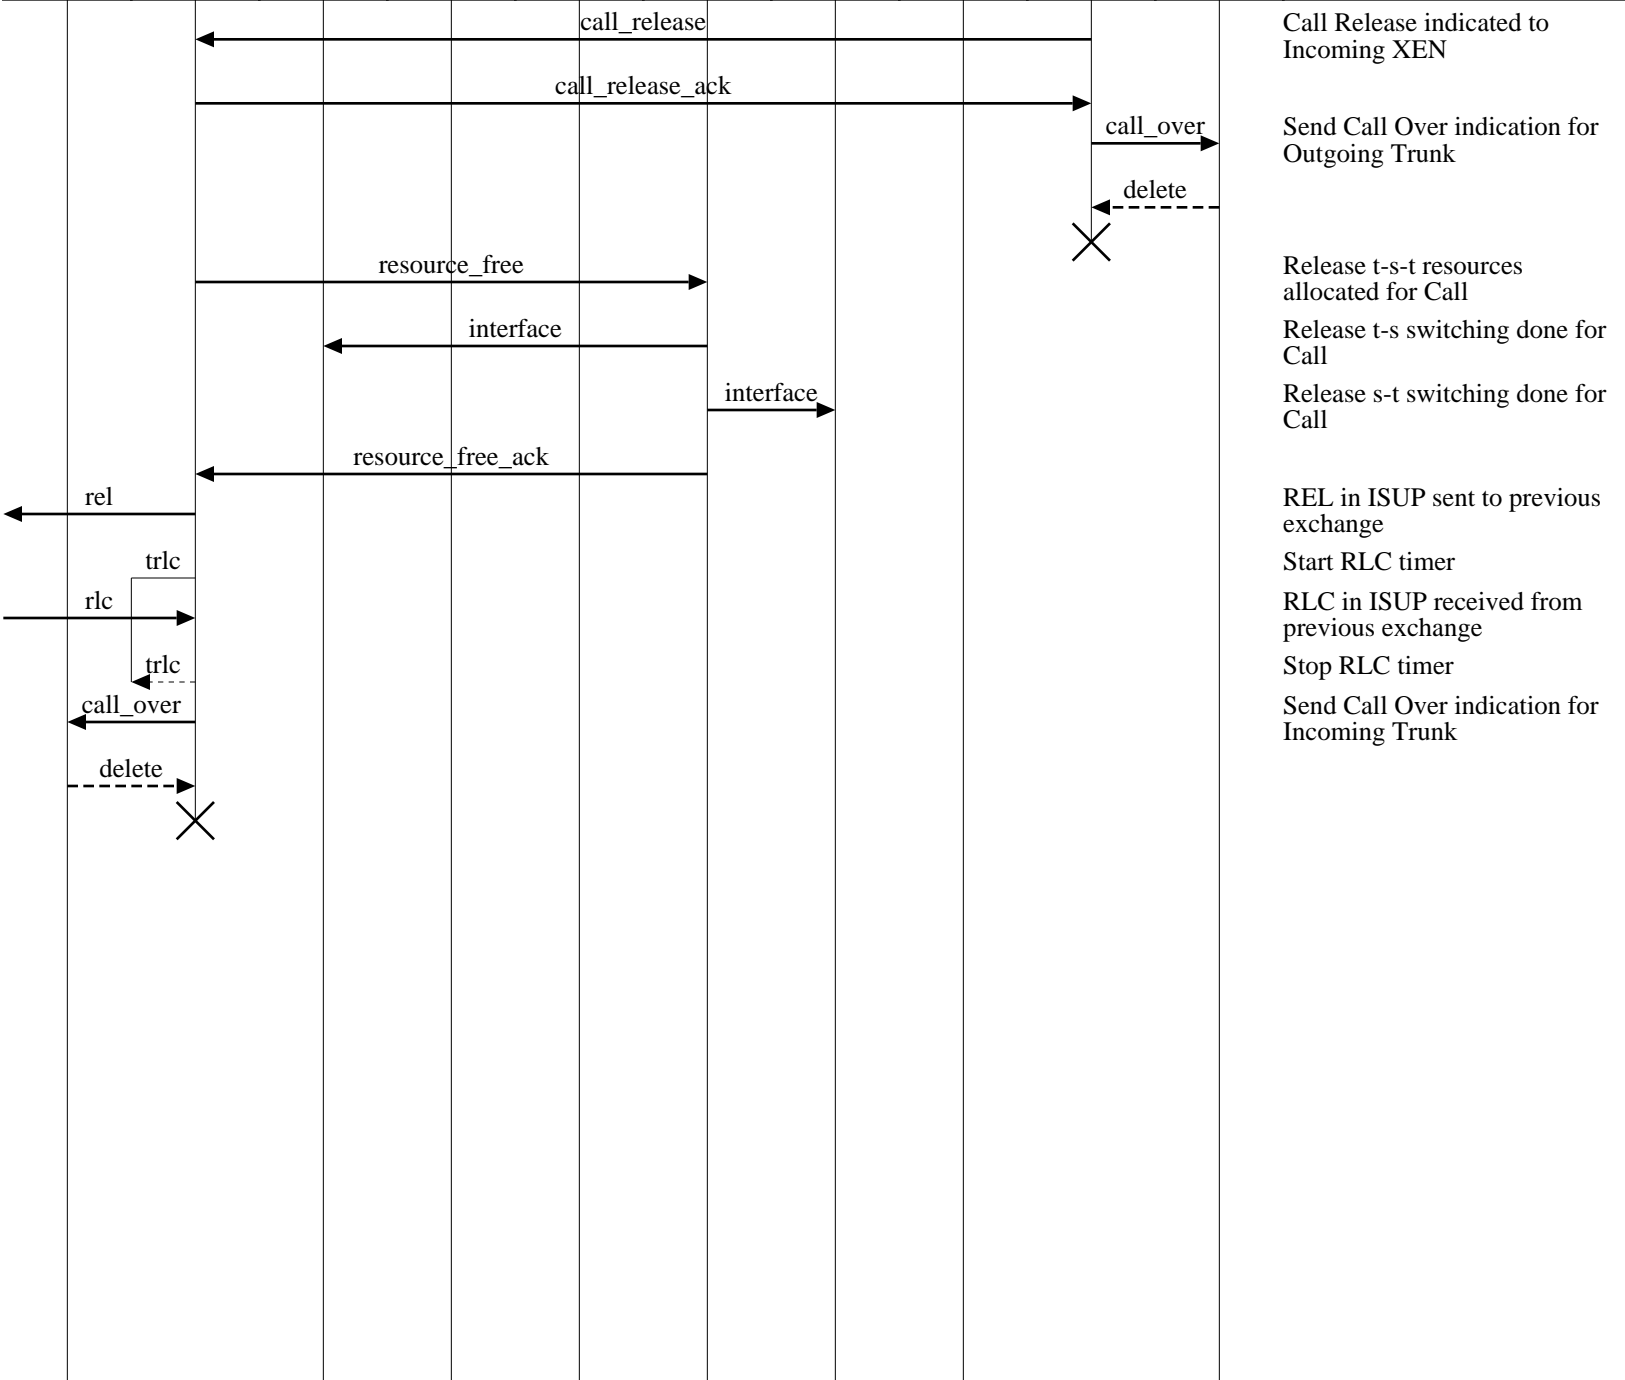 call_release
Call Release indicated to
Incoming XEN
call_release_ack
call_over
Send Call Over indication for
Outgoing Trunk
delete
resource_free
Release t-s-t resources
allocated for Call
interface
Release t-s switching done for
Call
interface
Release s-t switching done for
Call
resource_free_ack
rel
REL in ISUP sent to previous
exchange
trlc
Start RLC timer
rlc
RLC in ISUP received from
previous exchange
trlc
Stop RLC timer
call_over
Send Call Over indication for
Incoming Trunk
delete